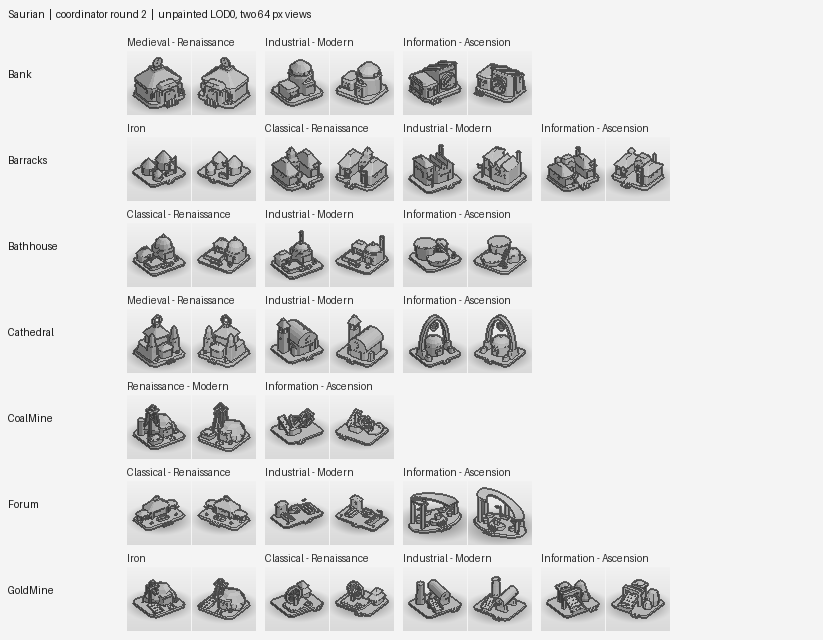 Saurian | coordinator round 2 | unpainted LOD0, two 64 px views
Medieval - Renaissance Industrial - Modern Information - Ascension
Bank
Iron Classical - Renaissance Industrial - Modern Information - Ascension
Barracks
Classical - Renaissance Industrial - Modern Information - Ascension
Bathhouse
Medieval - Renaissance Industrial - Modern Information - Ascension
Cathedral
Renaissance - Modern Information - Ascension
CoalMine
Classical - Renaissance Industrial - Modern Information - Ascension
Forum
Iron Classical - Renaissance Industrial - Modern Information - Ascension
GoldMine